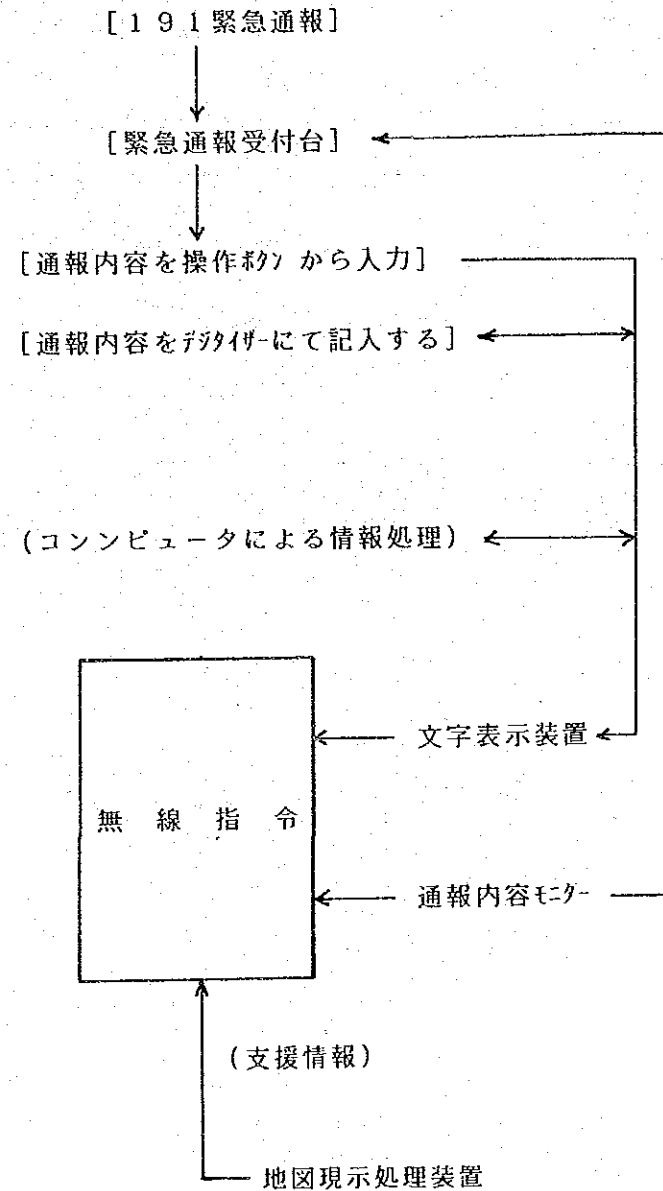 [191緊急通報]
[緊急通報受付台]
[通報内容を操作ﾎﾞﾀﾝ から入力]
[通報内容をﾃﾞｼﾞﾀｲｻﾞｰにて記入する]
(コンンピュータによる情報処理)
文字表示装置
無 線 指 令
通報内容ﾓﾆﾀｰ
(支援情報)
地図現示処理装置